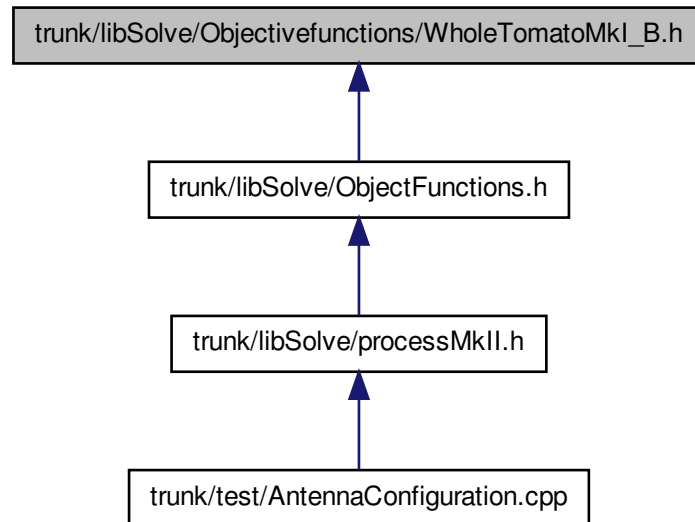 trunk/libSolve/Objectivefunctions/WholeTomatoMkI_B.h
trunk/libSolve/ObjectFunctions.h
trunk/libSolve/processMkII.h
trunk/test/AntennaConfiguration.cpp